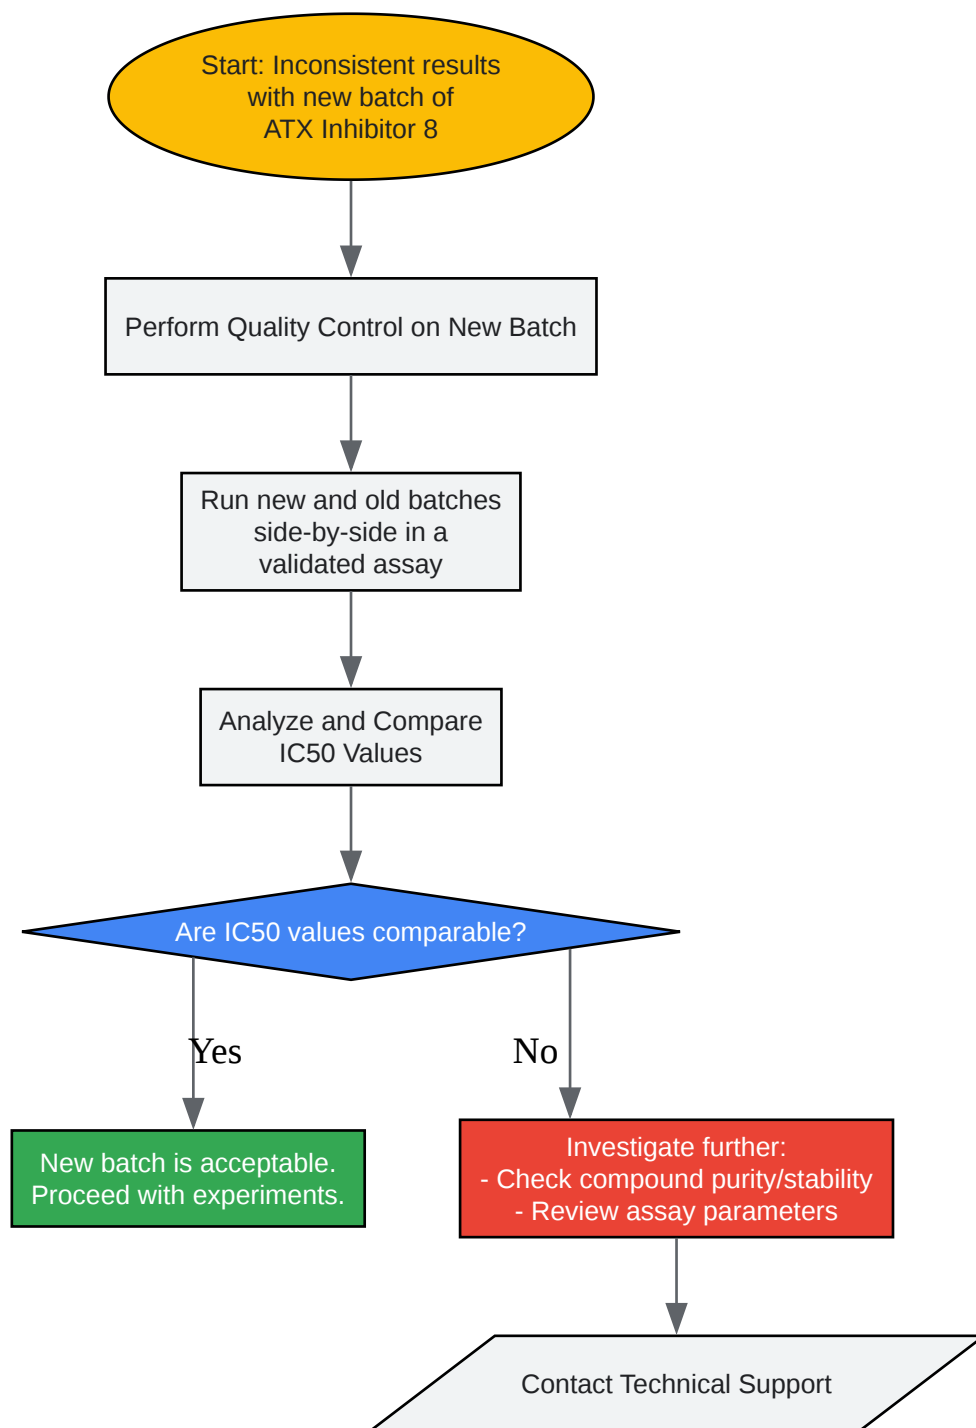 Start: Inconsistent results
with new batch of
ATX Inhibitor 8
Perform Quality Control on New Batch
Run new and old batches
side-by-side in a
validated assay
Analyze and Compare
IC50 Values
Are IC50 values comparable?
Yes
No
New batch is acceptable.
Proceed with experiments.
Investigate further:
- Check compound purity/stability
- Review assay parameters
Contact Technical Support